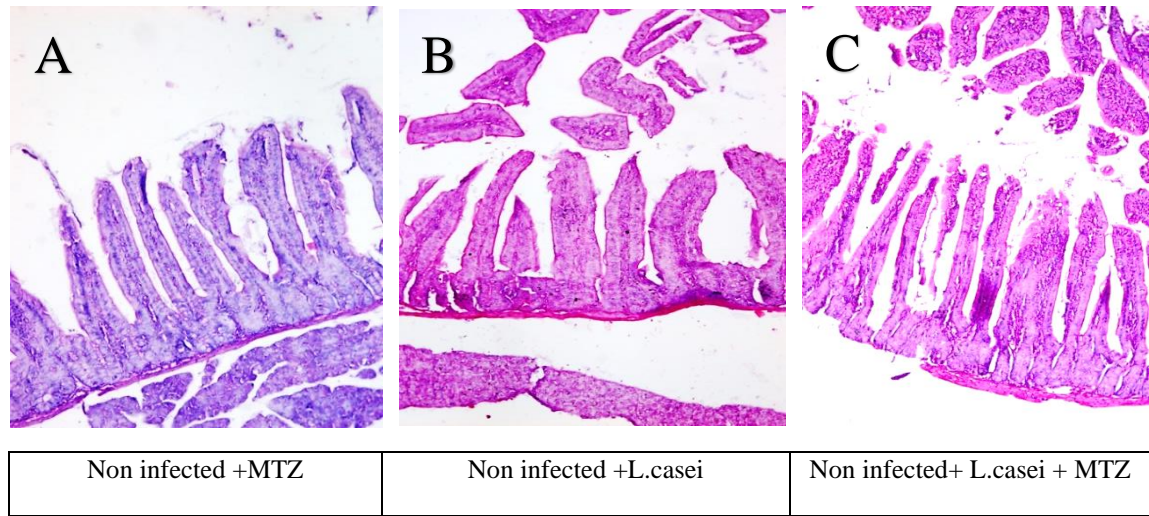 A B C
Non infected +MTZ
Non infected +L.casei
Non infected+ L.casei + MTZ